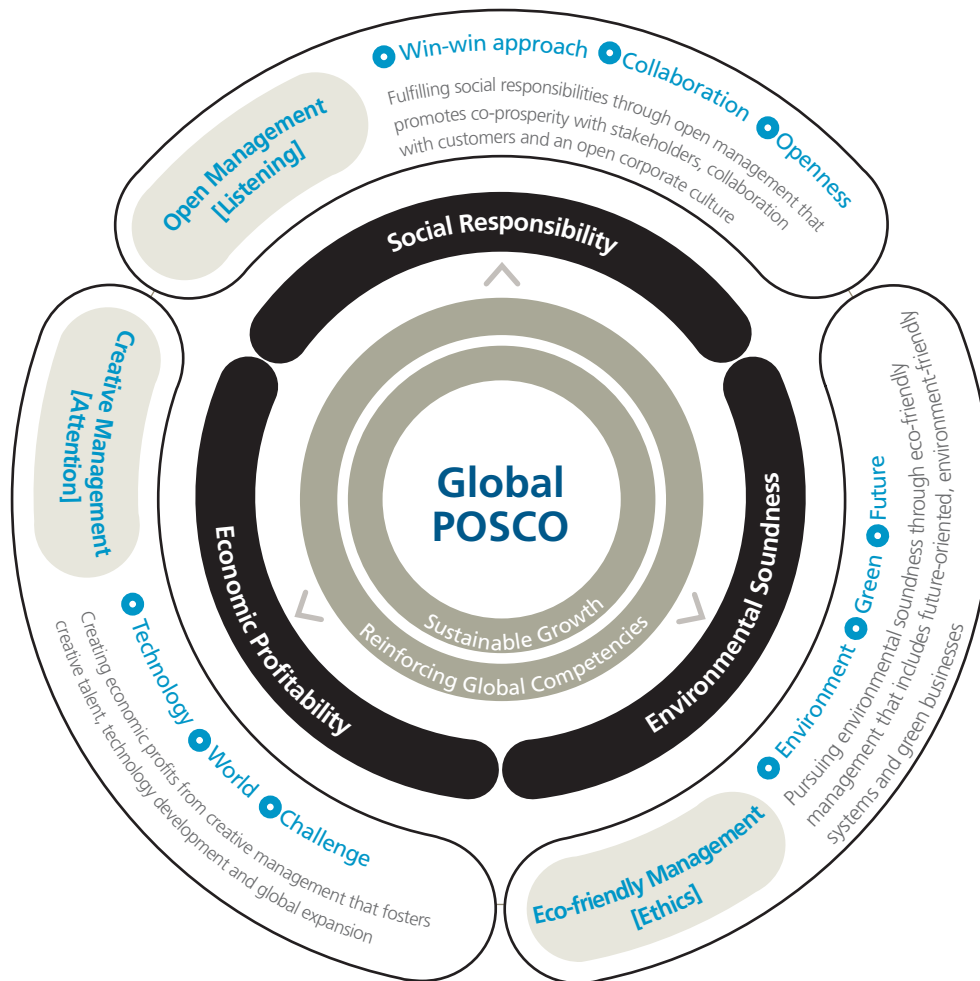 Win-win approach
Collaboration
Openness
Fulfilling social responsibilities through open management that
promotes co-prosperity with stakeholders, collaboration
with customers and an open corporate culture
Open Management
[Listening]
Social Responsibility
Creative Management
[Attention]
Technology
World
Challenge
Creating economic profits from creative management that fosters
creative talent, technology development and global expansion
Economic Profitability
Global
POSCO
Sustainable Growth
Reinforcing Global Competencies
Environmental Soundness
Eco-friendly Management
[Ethics]
Environment
Green
Future
Pursuing environmental soundness through eco-friendly
management that includes future-oriented, environment-friendly
systems and green businesses